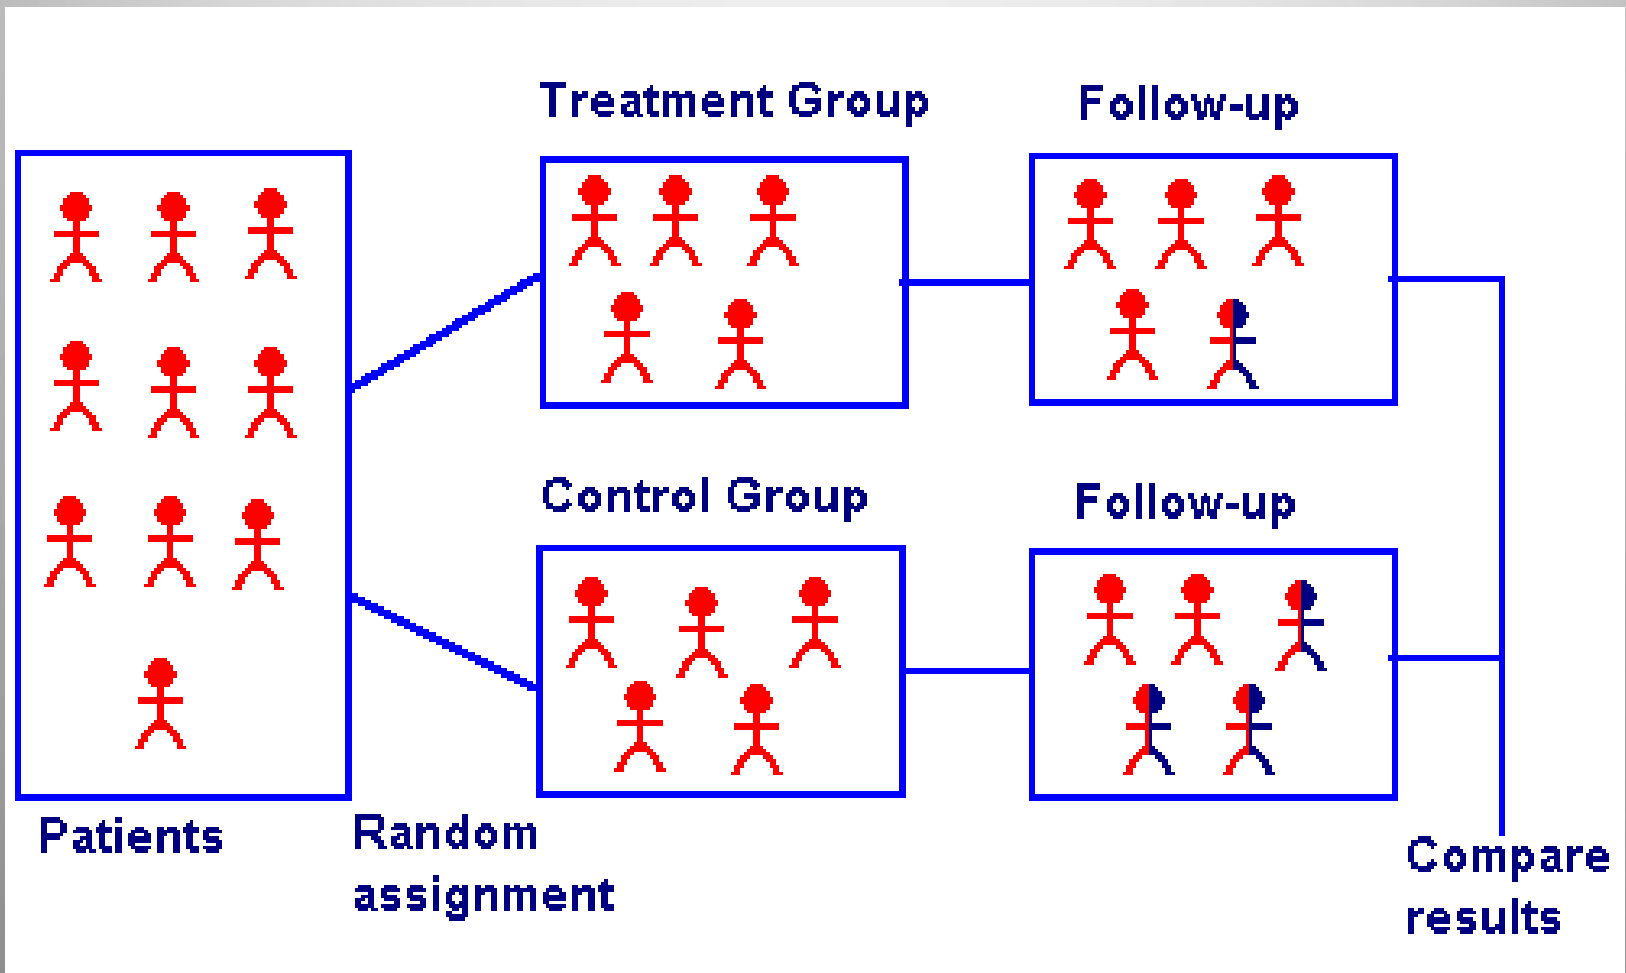 Treatment Group
Follow-up
Control Group
Follow-up
Patients
Random
assignment
Compare
results